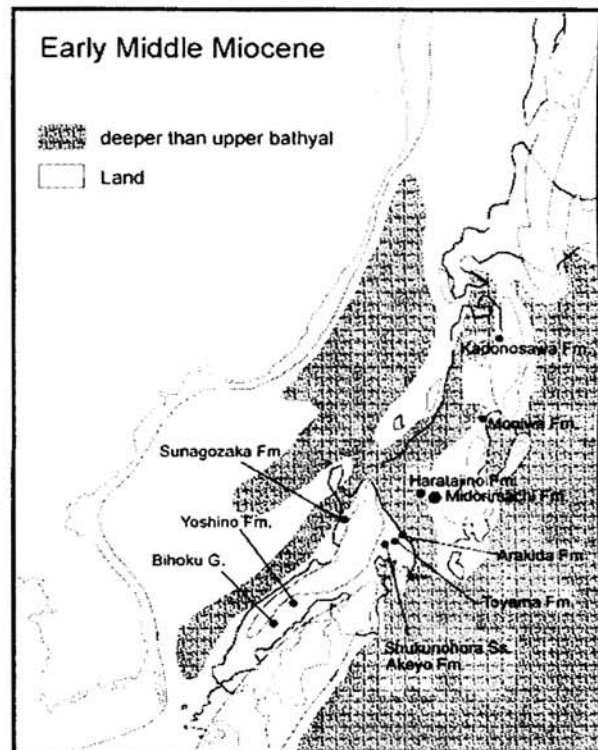 Early Middle Miocene
deeper than upper bathyal
Land
Kadonosawa Fm.
Moniwa Fm.
Sunagozaka Fm
Haratajino Fm.
Midorimachi Fm.
Yoshino Fm.
Arakida Fm.
Bihoku G.
Toyama Fm.
Shukunohora Ss.
Akeyo Fm.